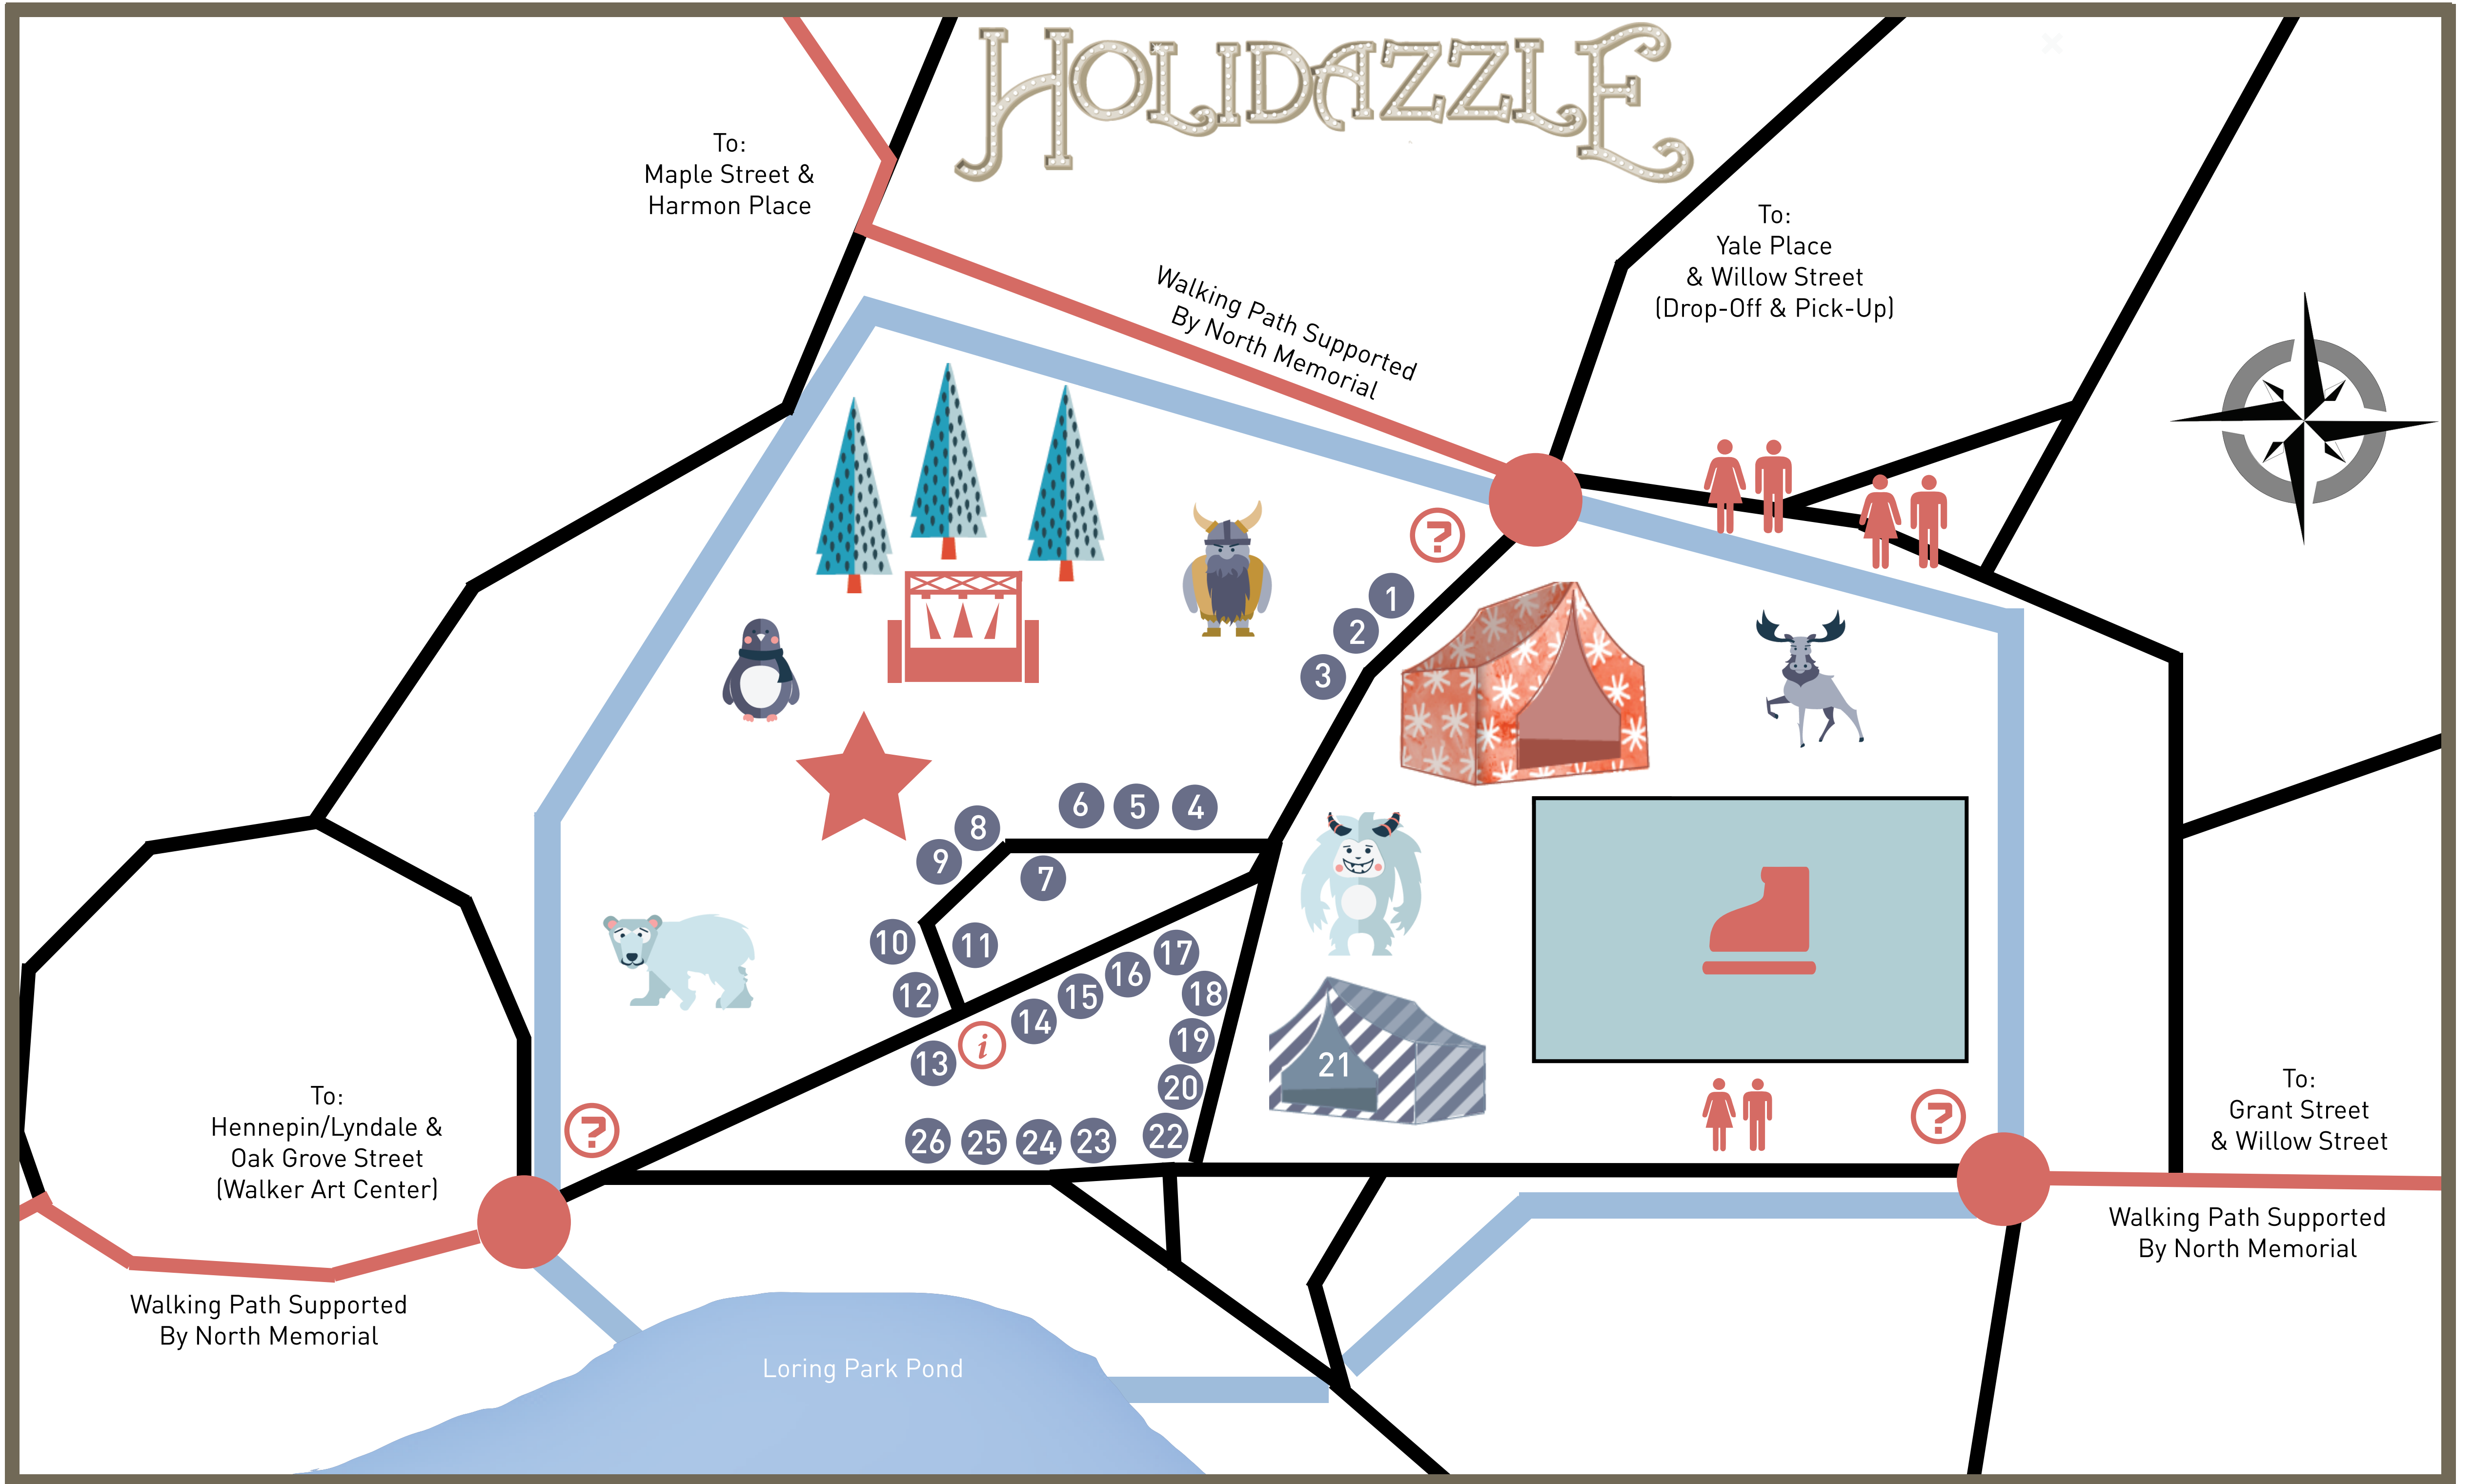 HOLIDAZZLE
To:
Maple Street &
Harmon Place
To:
Yale Place
& Willow Street
(Drop-Off & Pick-Up)
Walking Path Supported
By North Memorial
?
1
2
3
6 5 4
8
9
7
10 11
12
17
16
15
14
18
13
i
19
20
21
22
26 25 24 23
?
?
To:
Hennepin/Lyndale &
Oak Grove Street
(Walker Art Center)
To:
Grant Street
& Willow Street
Walking Path Supported
By North Memorial
Walking Path Supported
By North Memorial
Loring Park Pond